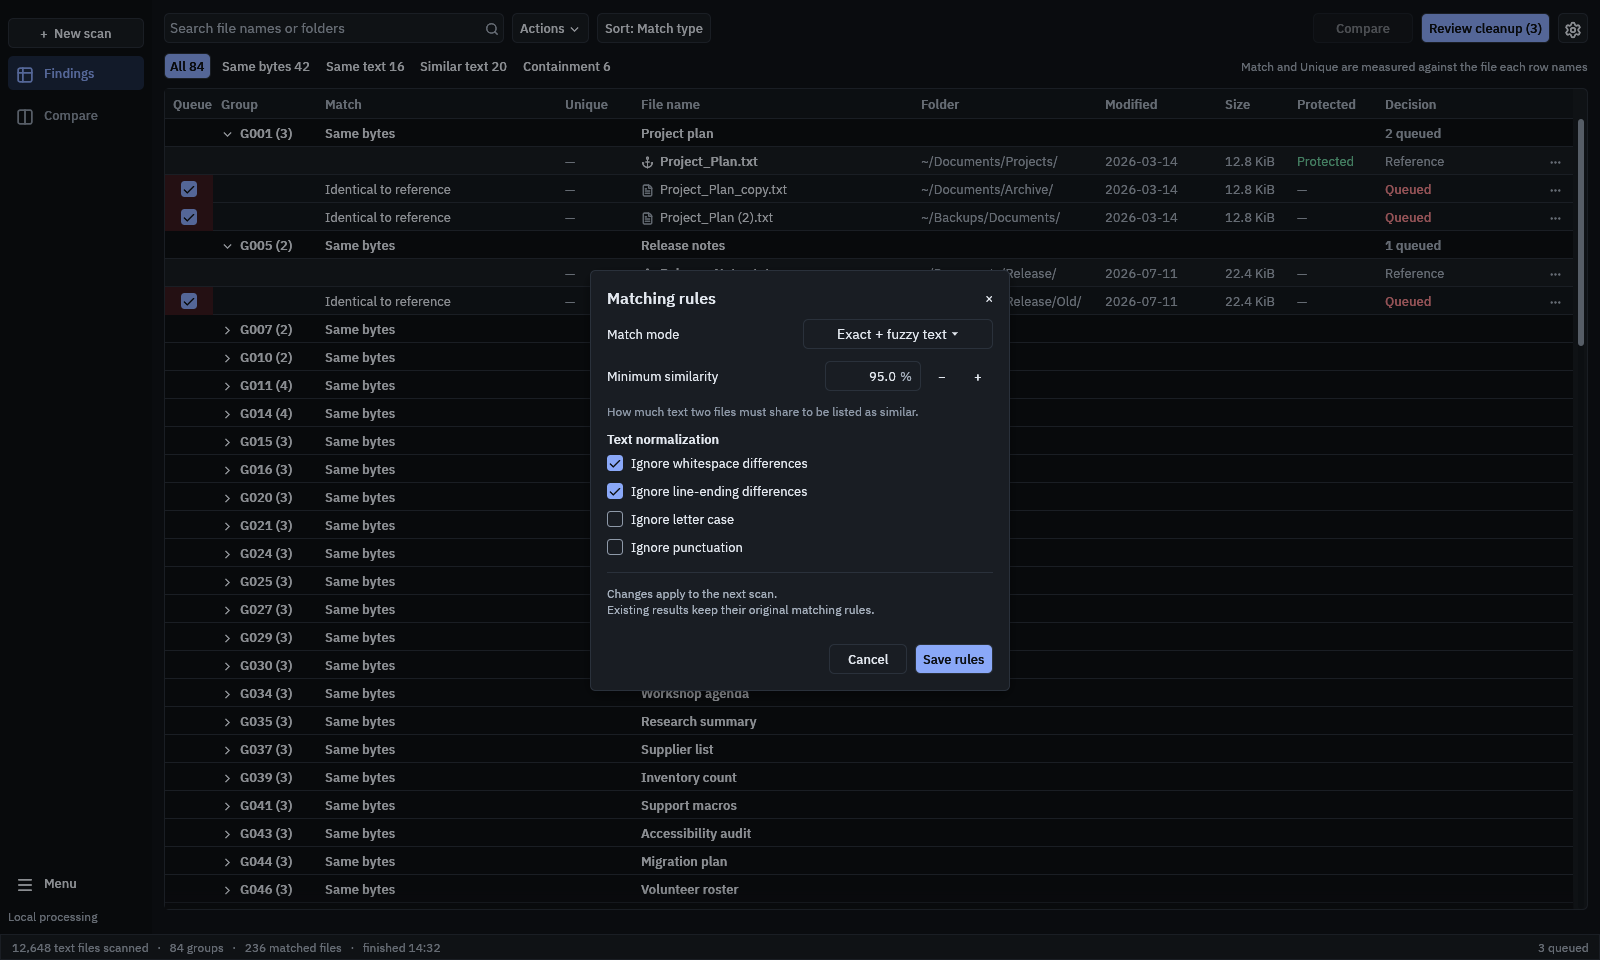 + New scan
Findings
Compare
Menu
Local processing
Search file names or folders
Actions
Sort: Match type
Compare
Review cleanup (3)
All 84
Same bytes 42
Same text 16
Similar text 20
Containment 6
Match and Unique are measured against the file each row names
Queue Group Match Unique File name Folder Modified Size Protected Decision
G001 (3) Same bytes Project plan 2 queued
— Project_Plan.txt ~/Documents/Projects/ 2026-03-14 12.8 KiB Protected Reference ...
Identical to reference — Project_Plan_copy.txt ~/Documents/Archive/ 2026-03-14 12.8 KiB — Queued ...
Identical to reference — Project_Plan (2).txt ~/Backups/Documents/ 2026-03-14 12.8 KiB — Queued ...
G005 (2) Same bytes Release notes 1 queued
— Release/ 2026-07-11 22.4 KiB — Reference ...
Identical to reference — Release/Old/ 2026-07-11 22.4 KiB — Queued ...
G007 (2) Same bytes
G010 (2) Same bytes
G011 (4) Same bytes
G014 (4) Same bytes
G015 (3) Same bytes
G016 (3) Same bytes
G020 (3) Same bytes
G021 (3) Same bytes
G024 (3) Same bytes
G025 (3) Same bytes
G027 (3) Same bytes
G029 (3) Same bytes
G030 (3) Same bytes
G034 (3) Same bytes Workshop agenda
G035 (3) Same bytes Research summary
G037 (3) Same bytes Supplier list
G039 (3) Same bytes Inventory count
G041 (3) Same bytes Support macros
G043 (3) Same bytes Accessibility audit
G044 (3) Same bytes Migration plan
G046 (3) Same bytes Volunteer roster
Matching rules ×
Match mode Exact + fuzzy text
Minimum similarity 95.0 % − +
How much text two files must share to be listed as similar.
Text normalization
Ignore whitespace differences
Ignore line-ending differences
Ignore letter case
Ignore punctuation
Changes apply to the next scan.
Existing results keep their original matching rules.
Cancel
Save rules
12,648 text files scanned · 84 groups · 236 matched files · finished 14:32
3 queued